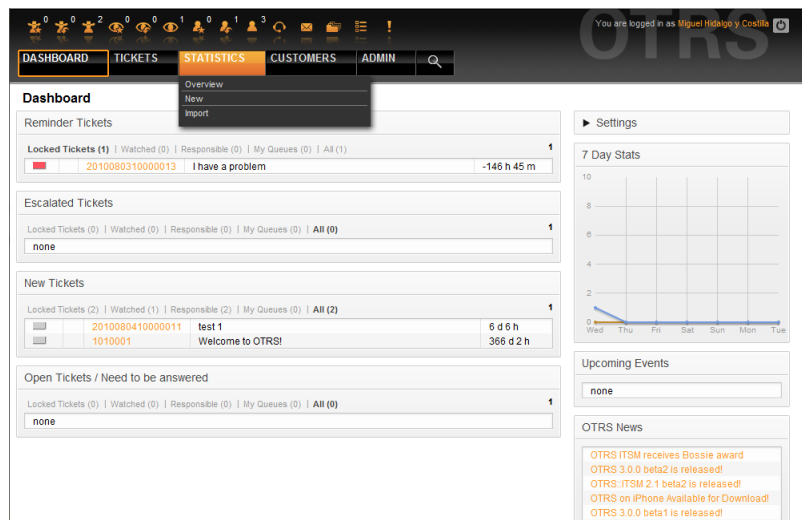 0 0 2 0 0 1 0 1 3
You are logged in as Miguel Hidalgo y Costilla
OTRS
DASHBOARD TICKETS STATISTICS CUSTOMERS ADMIN
Overview
New
Import
Dashboard
Reminder Tickets
Locked Tickets (1) | Watched (0) | Responsible (0) | My Queues (0) | All (1) 1
2010080310000013 I have a problem -146 h 45 m
Escalated Tickets
Locked Tickets (0) | Watched (0) | Responsible (0) | My Queues (0) | All (0) 1
none
New Tickets
Locked Tickets (2) | Watched (1) | Responsible (2) | My Queues (0) | All (2) 1
2010080410000011 test 1 6 d 6 h
1010001 Welcome to OTRS! 366 d 2 h
Open Tickets / Need to be answered
Locked Tickets (0) | Watched (0) | Responsible (0) | My Queues (0) | All (0) 1
none
Settings
7 Day Stats
10
8
6
4
2
0
Wed Thu Fri Sat Sun Mon Tue
Upcoming Events
none
OTRS News
OTRS ITSM receives Bossie award
OTRS 3.0.0 beta2 is released!
OTRS::ITSM 2.1 beta2 is released!
OTRS on iPhone Available for Download!
OTRS 3.0.0 beta1 is released!